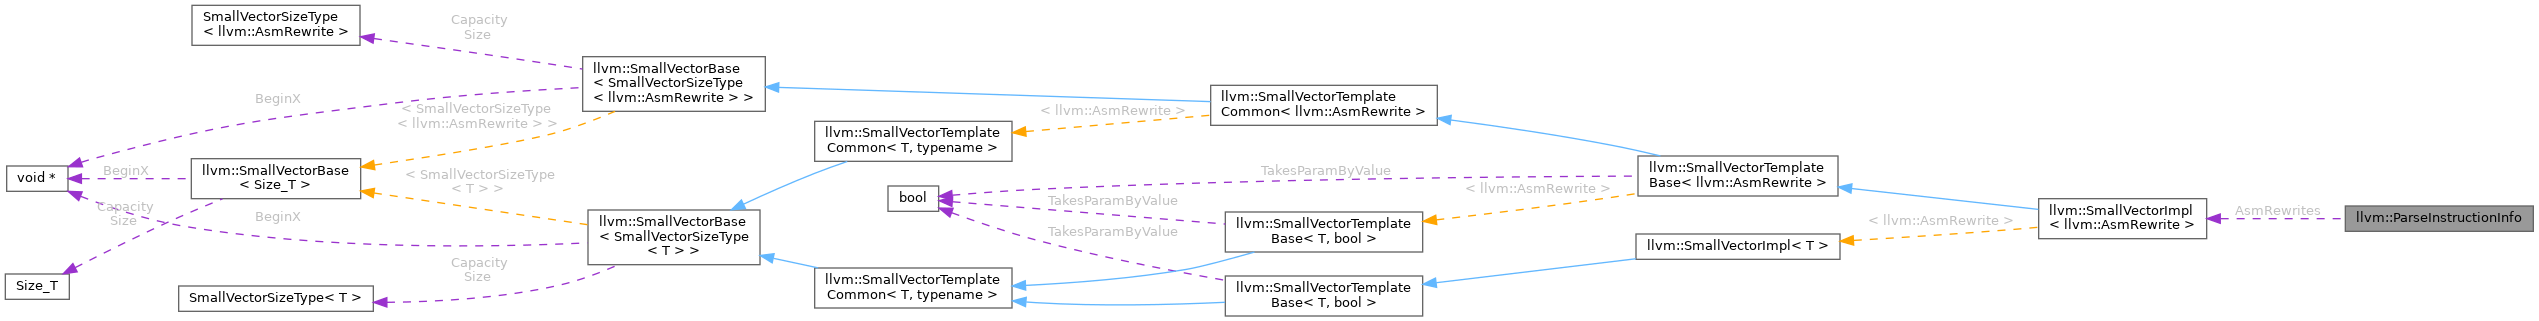 SmallVectorSizeType
< llvm::AsmRewrite >
Capacity
Size
llvm::SmallVectorBase
< SmallVectorSizeType
< llvm::AsmRewrite > >
BeginX
< SmallVectorSizeType
< llvm::AsmRewrite > >
llvm::SmallVectorTemplate
Common< llvm::AsmRewrite >
< llvm::AsmRewrite >
llvm::SmallVectorTemplate
Common< T, typename >
void *
BeginX
llvm::SmallVectorBase
< Size_T >
< SmallVectorSizeType
< T > >
TakesParamByValue
llvm::SmallVectorTemplate
Base< llvm::AsmRewrite >
< llvm::AsmRewrite >
bool
TakesParamByValue
Capacity
Size
BeginX
llvm::SmallVectorBase
< SmallVectorSizeType
< T > >
TakesParamByValue
llvm::SmallVectorTemplate
Base< T, bool >
llvm::SmallVectorImpl
< llvm::AsmRewrite >
AsmRewrites
llvm::ParseInstructionInfo
< llvm::AsmRewrite >
llvm::SmallVectorImpl< T >
Size_T
Capacity
Size
SmallVectorSizeType< T >
llvm::SmallVectorTemplate
Common< T, typename >
llvm::SmallVectorTemplate
Base< T, bool >